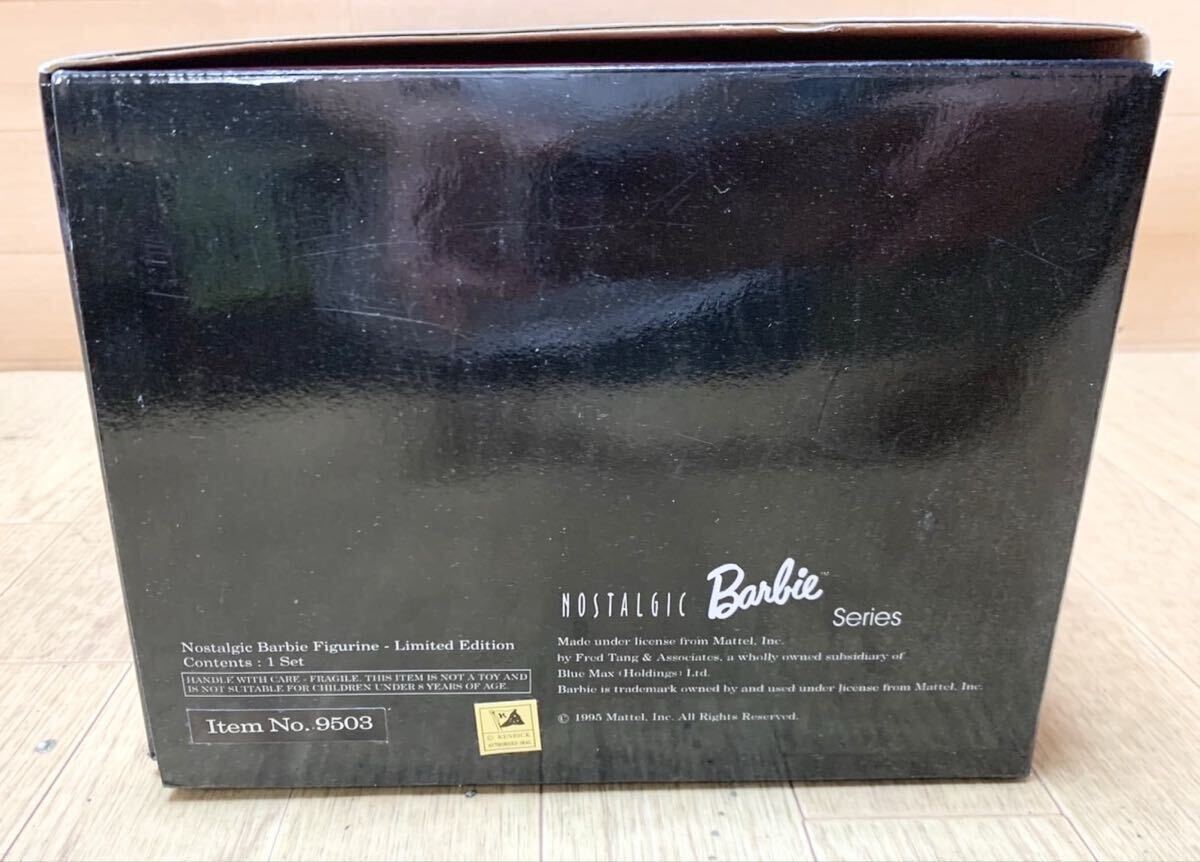 NOSTALGIC Barbie™ Series
Nostalgic Barbie Figurine - Limited Edition
Contents : 1 Set
HANDLE WITH CARE - FRAGILE. THIS ITEM IS NOT A TOY AND
IS NOT SUITABLE FOR CHILDREN UNDER 8 YEARS OF AGE.
Item No. 9503
K
© KENRICK
AUTHORISED SEAL
Made under license from Mattel, Inc.
by Fred Tang & Associates, a wholly owned subsidiary of
Blue Max (Holdings) Ltd.
Barbie is trademark owned by and used under license from Mattel, Inc.
© 1995 Mattel, Inc. All Rights Reserved.